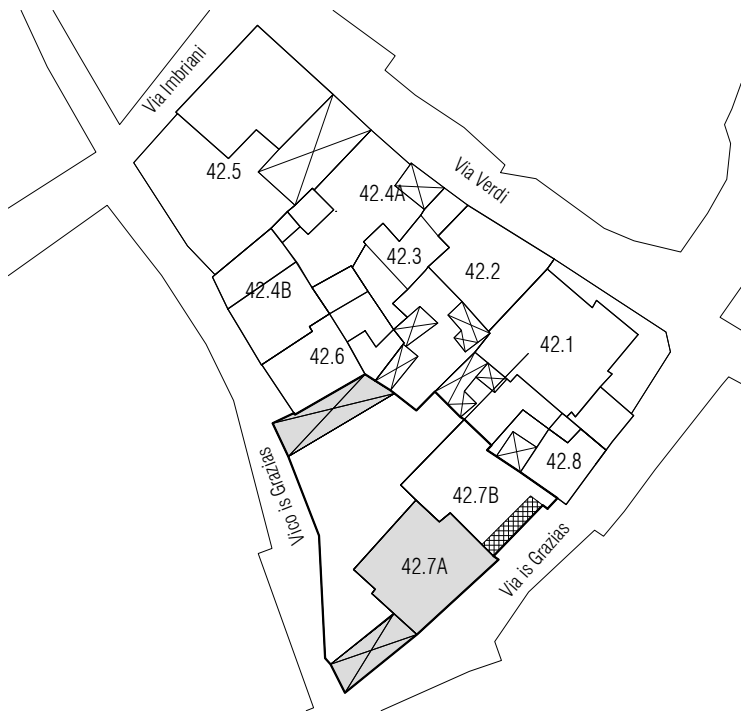 Via Imbriani
42.5
Via Verdi
42.4A
42.3
42.2
42.4B
42.6
42.1
42.8
42.7B
Vico is Grazias
42.7A
Via is Grazias